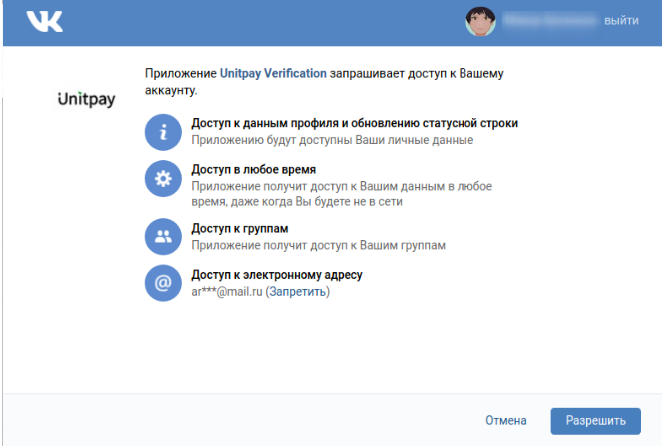 выйти
Приложение Unitpay Verification запрашивает доступ к Вашему
аккаунту.
Unitpay
Доступ к данным профиля и обновлению статусной строки
Приложению будут доступны Ваши личные данные
Доступ в любое время
Приложение получит доступ к Вашим данным в любое
время, даже когда Вы будете не в сети
Доступ к группам
Приложение получит доступ к Вашим группам
@
Доступ к электронному адресу
ar***@mail.ru (Запретить)
Отмена
Разрешить